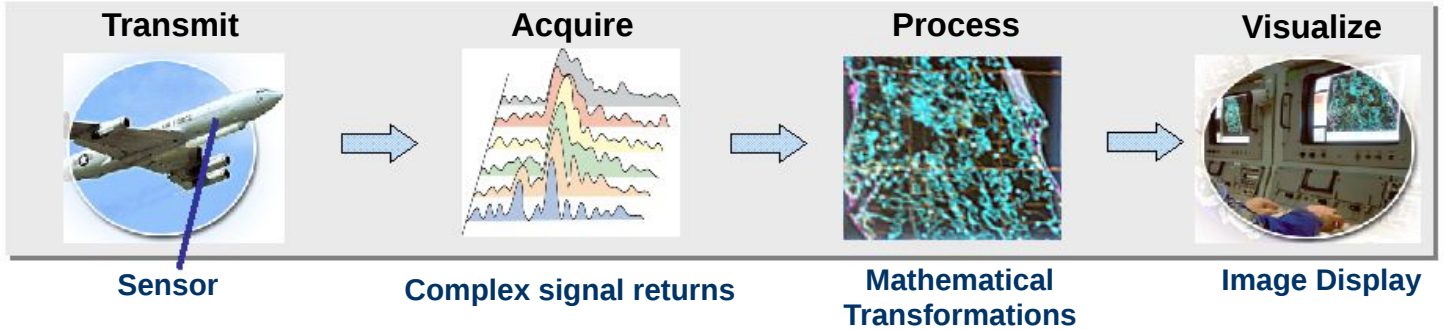 Transmit
Acquire
Process
Visualize
Sensor
Complex signal returns
Mathematical
Transformations
Image Display